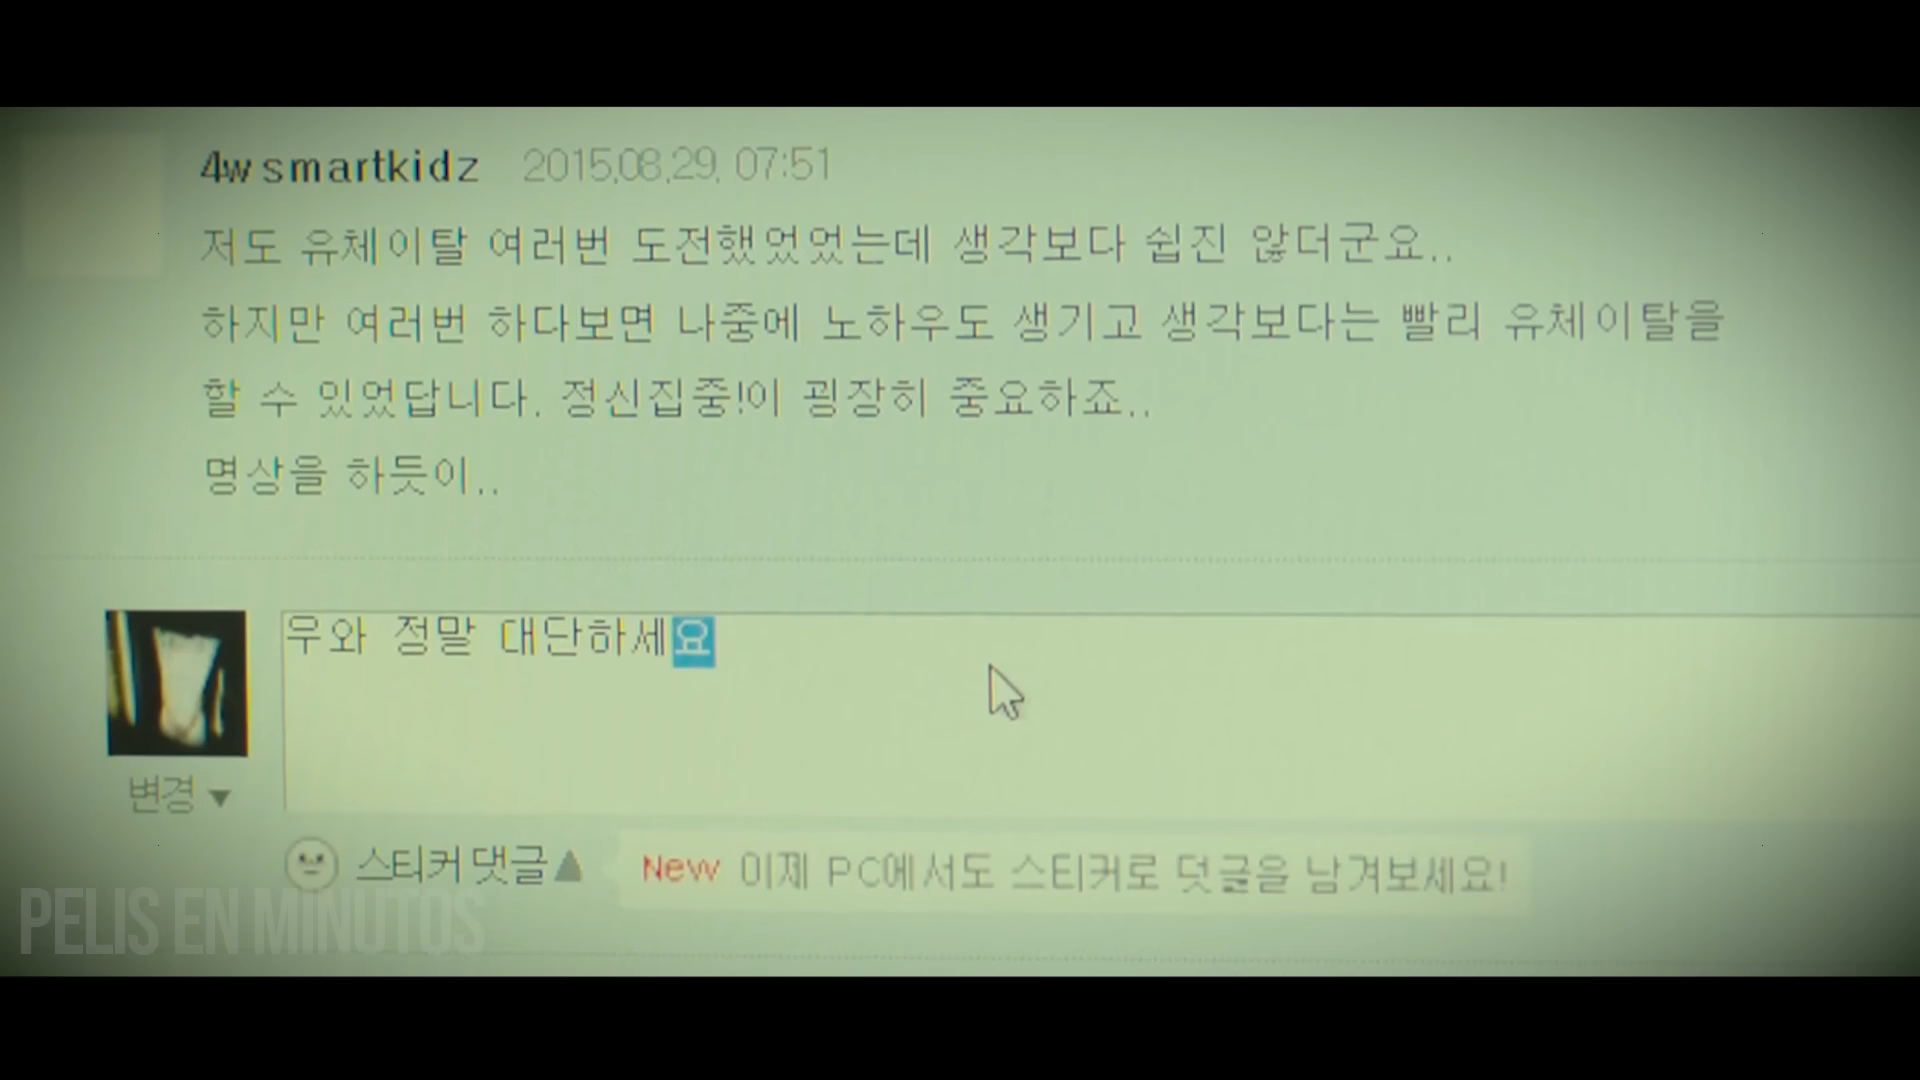 4wsmartkidz 2015.08.29. 07:51
저도 유체이탈 여러번 도전했었었는데 생각보다 쉽진 않더군요..
하지만 여러번 하다보면 나중에 노하우도 생기고 생각보다는 빨리 유체이탈을
할 수 있었답니다. 정신집중!이 굉장히 중요하죠..
명상을 하듯이..
우와 정말 대단하세요
변경 ▼
스티커 댓글▲ New 이제 PC에서도 스티커로 덧글을 남겨보세요!
PELIS EN MINUTOS